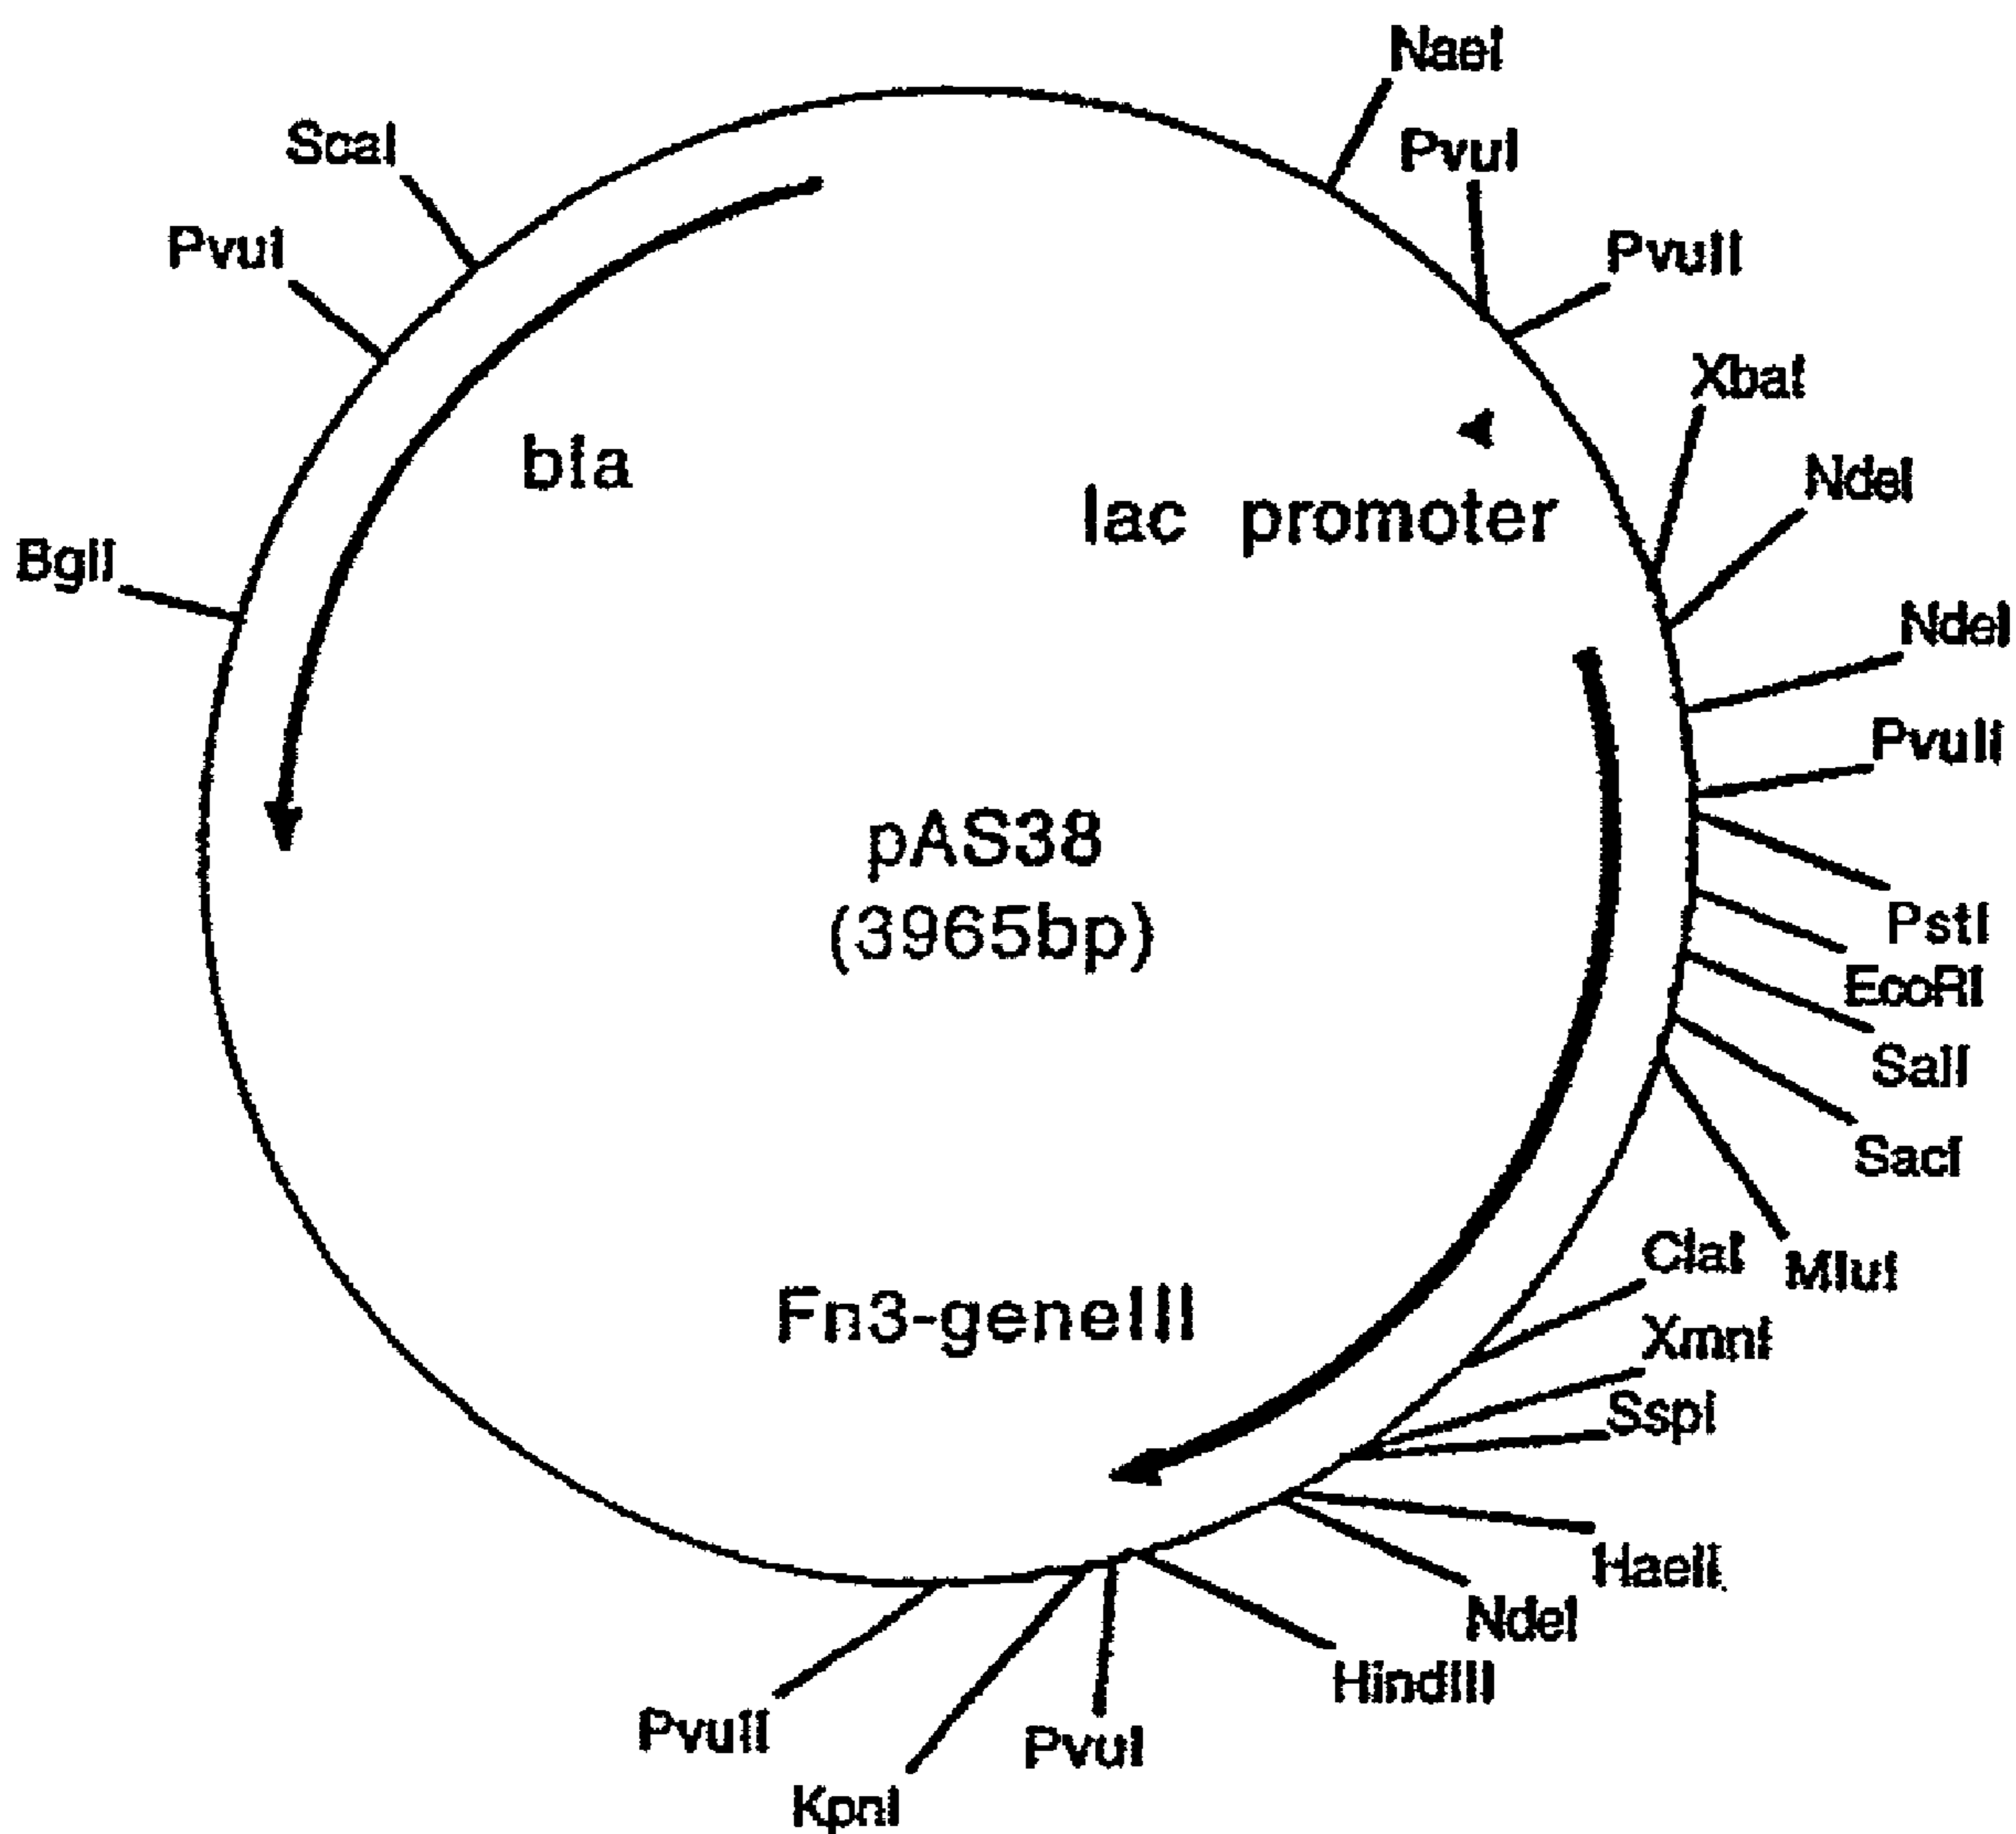 NaeI
ScaI
PvuI
PvuI
PvuII
XbaI
bla
NdeI
lac promoter
BglI
NdeI
PvuII
pAS38
(3965bp)
PstI
EcoRI
SalI
SacI
ClaI
MluI
Fn3-geneIII
XmnI
SspI
HaeII
NdeI
HindIII
PvuII
PvuI
KpnI